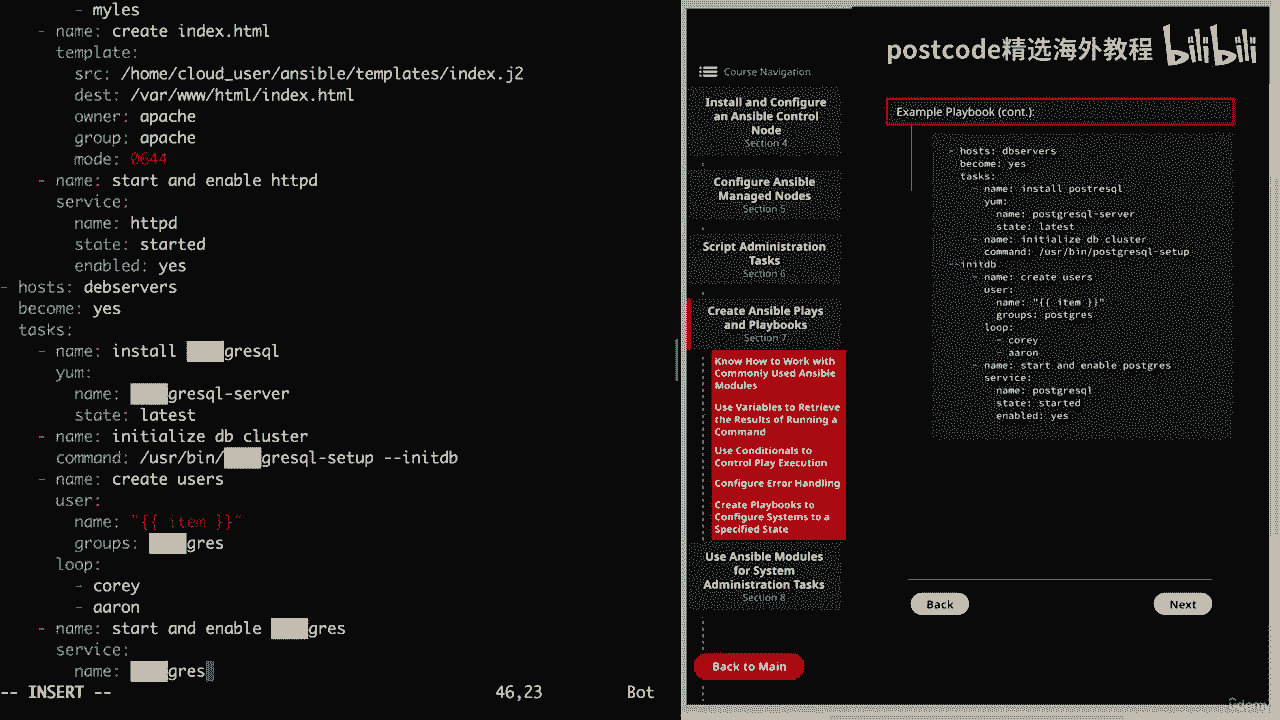 - myles
- name: create index.html
template:
src: /home/cloud_user/ansible/templates/index.j2
dest: /var/www/html/index.html
owner: apache
group: apache
mode: 0644
- name: start and enable httpd
service:
name: httpd
state: started
enabled: yes
- hosts: debservers
become: yes
tasks:
- name: install gresql
yum:
name: gresql-server
state: latest
- name: initialize db cluster
command: /usr/bin/gresql-setup --initdb
- name: create users
user:
name: "{{ item }}"
groups: gres
loop:
- corey
- aaron
- name: start and enable gres
service:
name: gres
-- INSERT --
46,23
Bot
postcode精选海外教程 bilibili
Course Navigation
Install and Configure
an Ansible Control
Node
Section 4
Configure Ansible
Managed Nodes
Section 5
Script Administration
Tasks
Section 6
Create Ansible Plays
and Playbooks
Section 7
Know How to Work with
Commonly Used Ansible
Modules
Use Variables to Retrieve
the Results of Running a
Command
Use Conditionals to
Control Play Execution
Configure Error Handling
Create Playbooks to
Configure Systems to a
Specified State
Use Ansible Modules
for System
Administration Tasks
Section 8
Back to Main
Example Playbook (cont.):
- hosts: dbservers
become: yes
tasks:
- name: install postresql
yum:
name: postgresql-server
state: latest
- name: initialize db cluster
command: /usr/bin/postgresql-setup
--initdb
- name: create users
user:
name: "{{ item }}"
groups: postgres
loop:
- corey
- aaron
- name: start and enable postgres
service:
name: postgresql
state: started
enabled: yes
Back
Next
ûdemy